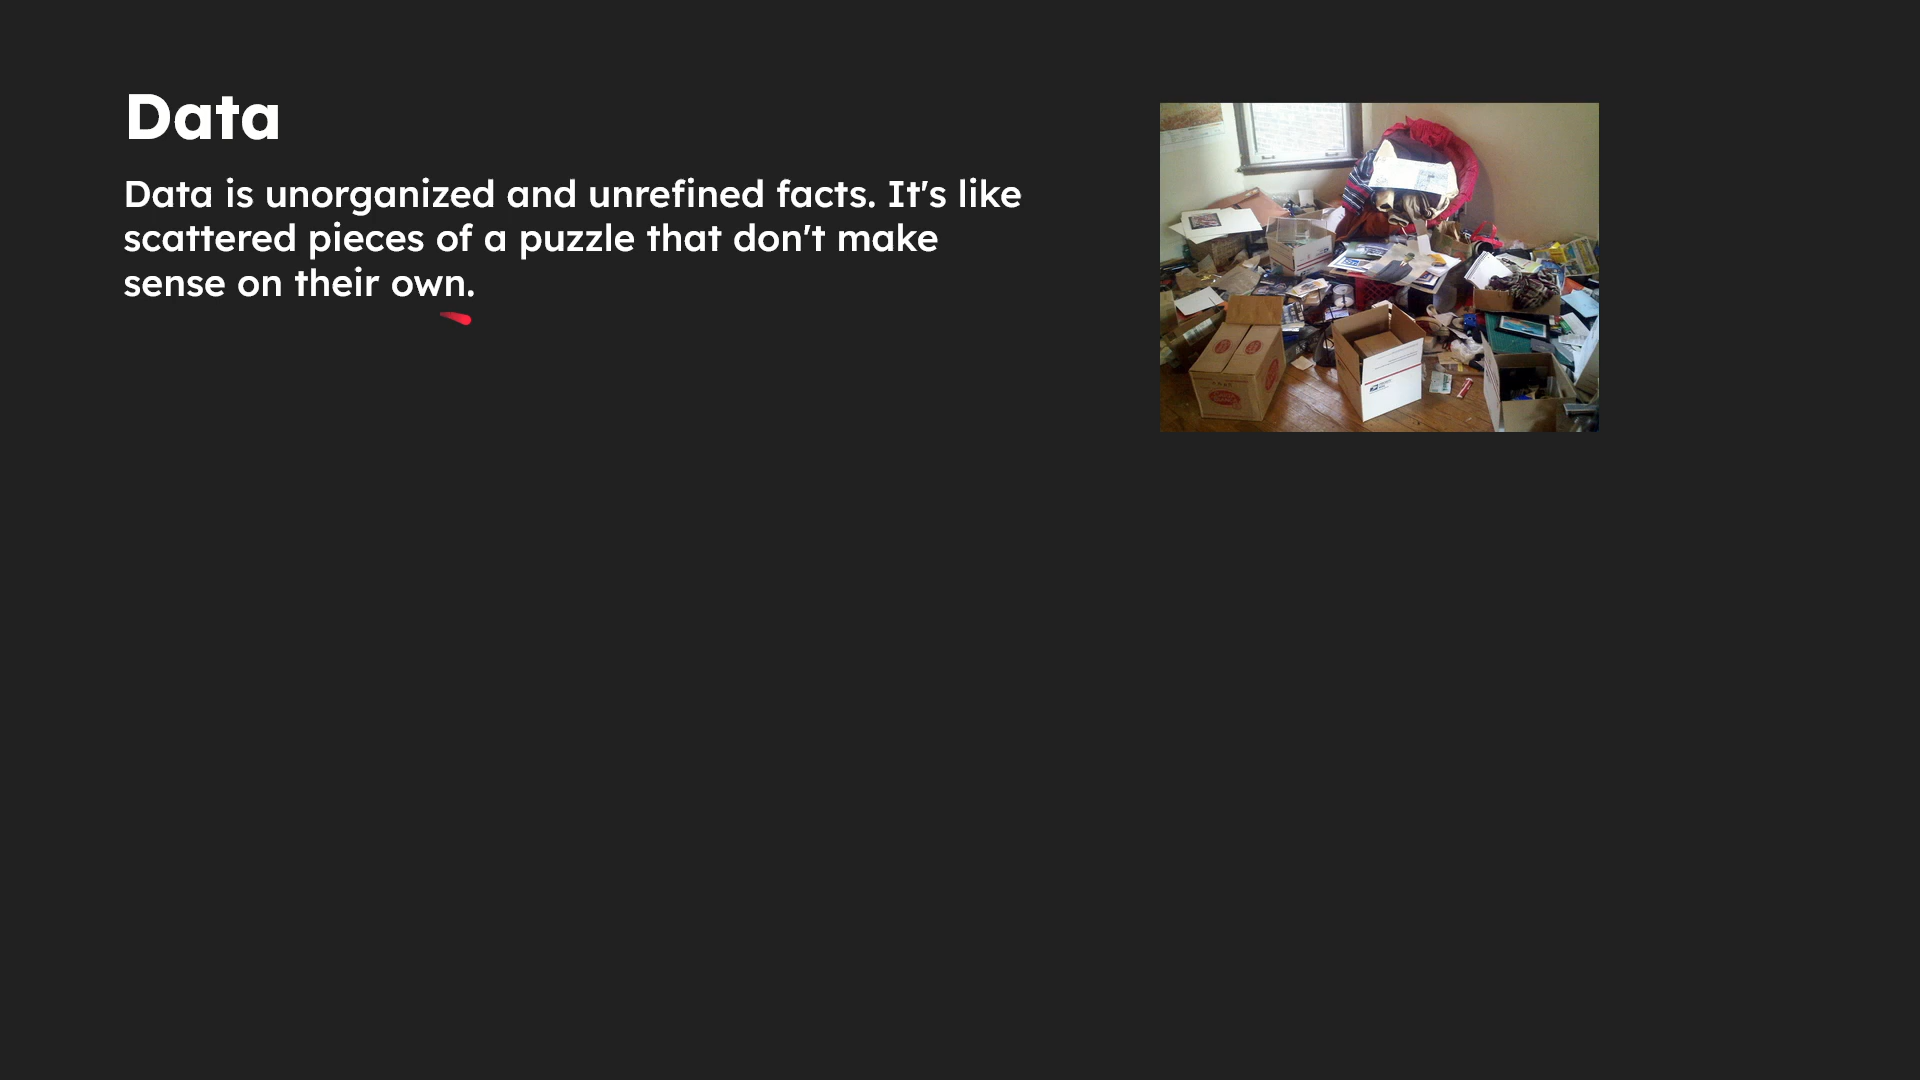 Data
Data is unorganized and unrefined facts. It's like
scattered pieces of a puzzle that don't make
sense on their own.